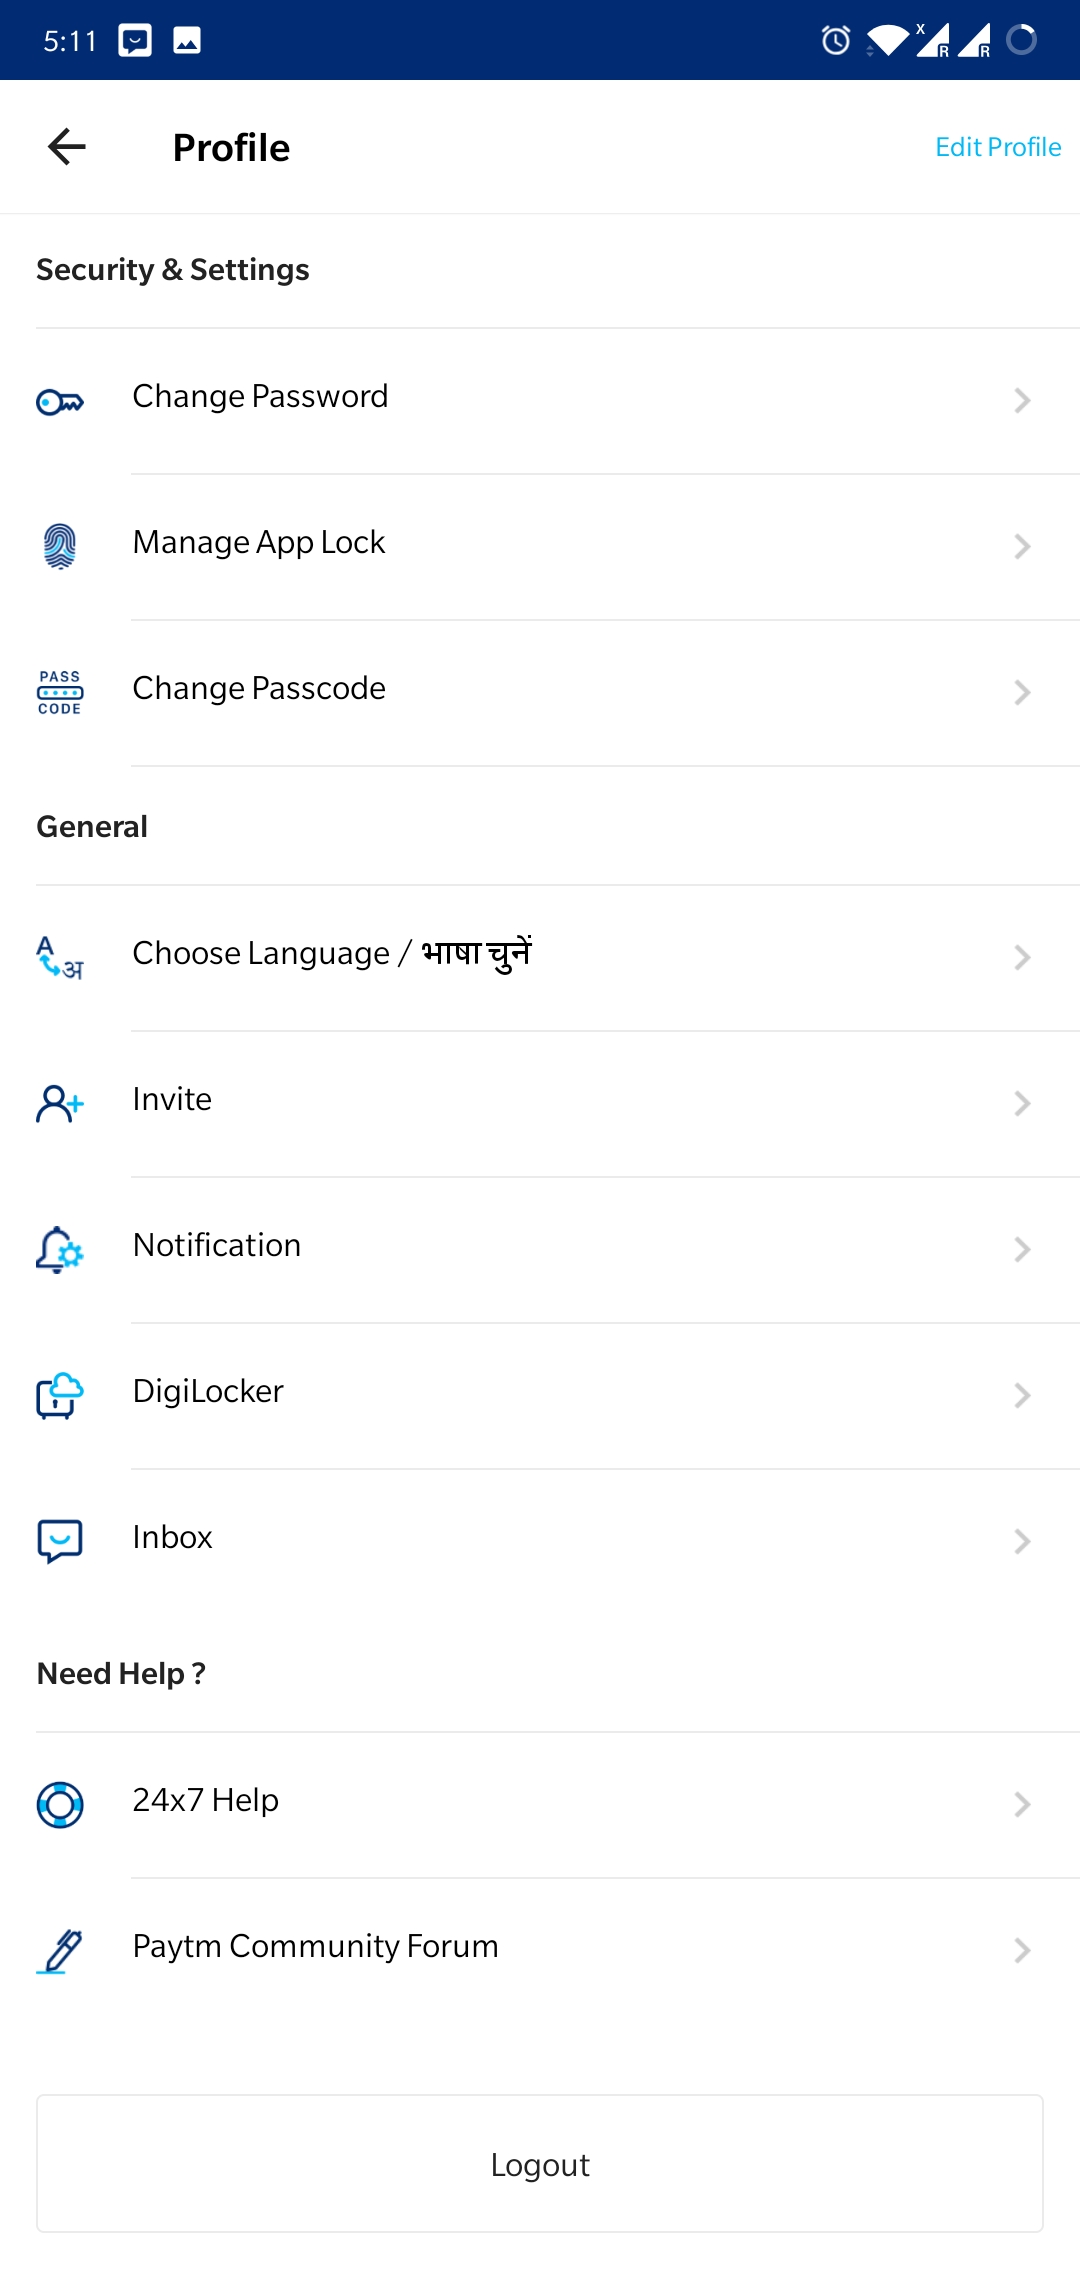 5:11
Profile
Edit Profile
Security & Settings
Change Password
Manage App Lock
PASS
CODE
Change Passcode
General
A
अ
Choose Language / भाषा चुनें
Invite
Notification
DigiLocker
Inbox
Need Help ?
24x7 Help
Paytm Community Forum
Logout